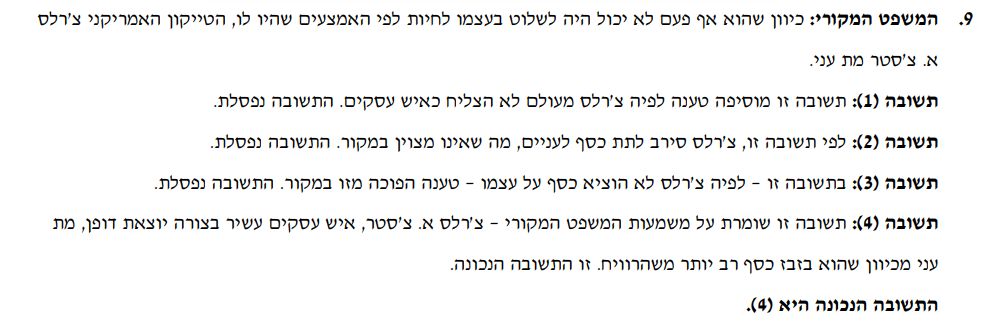 9. המשפט המקורי: כיוון שהוא אף פעם לא יכול היה לשלוט בעצמו לחיות לפי האמצעים שהיו לו, הטייקון האמריקני צ'רלס
א. צ'סטר מת עני.
תשובה (1): תשובה זו מוסיפה טענה לפיה צ'רלס מעולם לא הצליח כאיש עסקים. התשובה נפסלת.
תשובה (2): לפי תשובה זו, צ'רלס סירב לתת כסף לעניים, מה שאינו מצוין במקור. התשובה נפסלת.
תשובה (3): בתשובה זו – לפיה צ'רלס לא הוציא כסף על עצמו – טענה הפוכה מזו במקור. התשובה נפסלת.
תשובה (4): תשובה זו שומרת על משמעות המשפט המקורי – צ'רלס א. צ'סטר, איש עסקים עשיר בצורה יוצאת דופן, מת
עני מכיוון שהוא בזבז כסף רב יותר משהרוויח. זו התשובה הנכונה.
התשובה הנכונה היא (4).